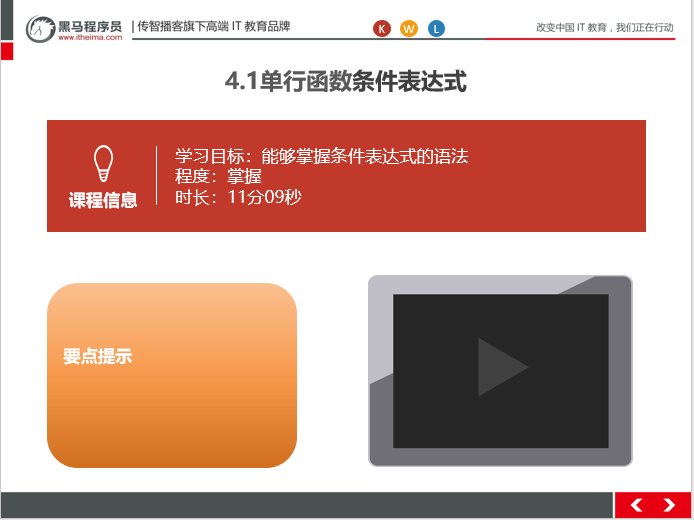 黑马程序员
www.itheima.com
传智播客旗下高端 IT 教育品牌
K W L
改变中国 IT 教育，我们正在行动
4.1单行函数条件表达式
课程信息
学习目标：能够掌握条件表达式的语法
程度：掌握
时长：11分09秒
要点提示